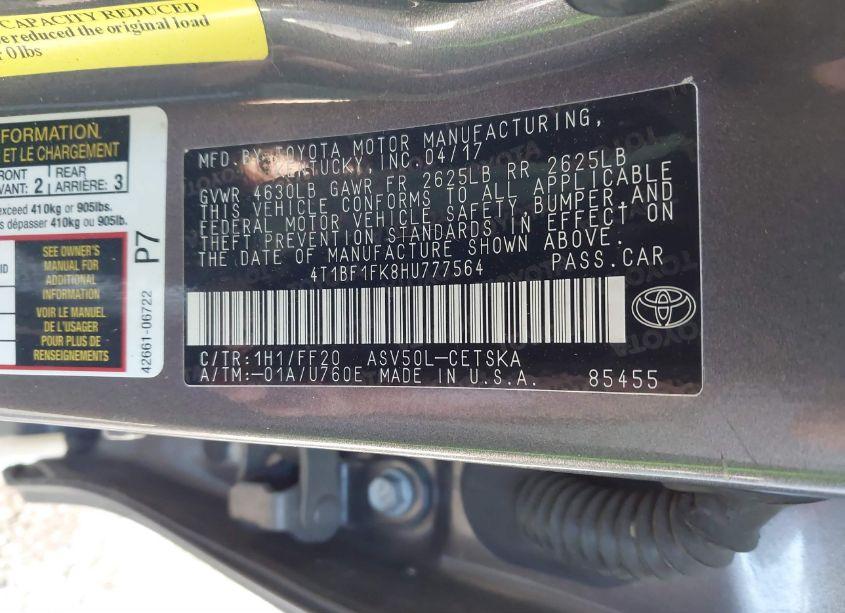 CAPACITY REDUCED
e reduced the original load
r 0 lbs
FORMATION
ET LE CHARGEMENT
FRONT
VANT: 2
REAR
ARRIÈRE: 3
exceed 410kg or 905lb.
s dépasser 410kg ou 905lb.
SEE OWNER'S
MANUAL FOR
ADDITIONAL
INFORMATION
VOIR LE MANUEL
DE L'USAGER
POUR PLUS DE
RENSEIGNEMENTS
P7
42661-06722
MFD.BY TOYOTA MOTOR MANUFACTURING,
KENTUCKY, INC. 04/17
GVWR 4630LB GAWR FR 2625LB RR 2625LB
THIS VEHICLE CONFORMS TO ALL APPLICABLE
FEDERAL MOTOR VEHICLE SAFETY, BUMPER, AND
THEFT PREVENTION STANDARDS IN EFFECT ON
THE DATE OF MANUFACTURE SHOWN ABOVE.
4T1BF1FK8HU777564 PASS.CAR
C/TR:1H1/FF20 ASV50L-CETSKA
A/TM:-01A/U760E MADE IN U.S.A. 85455